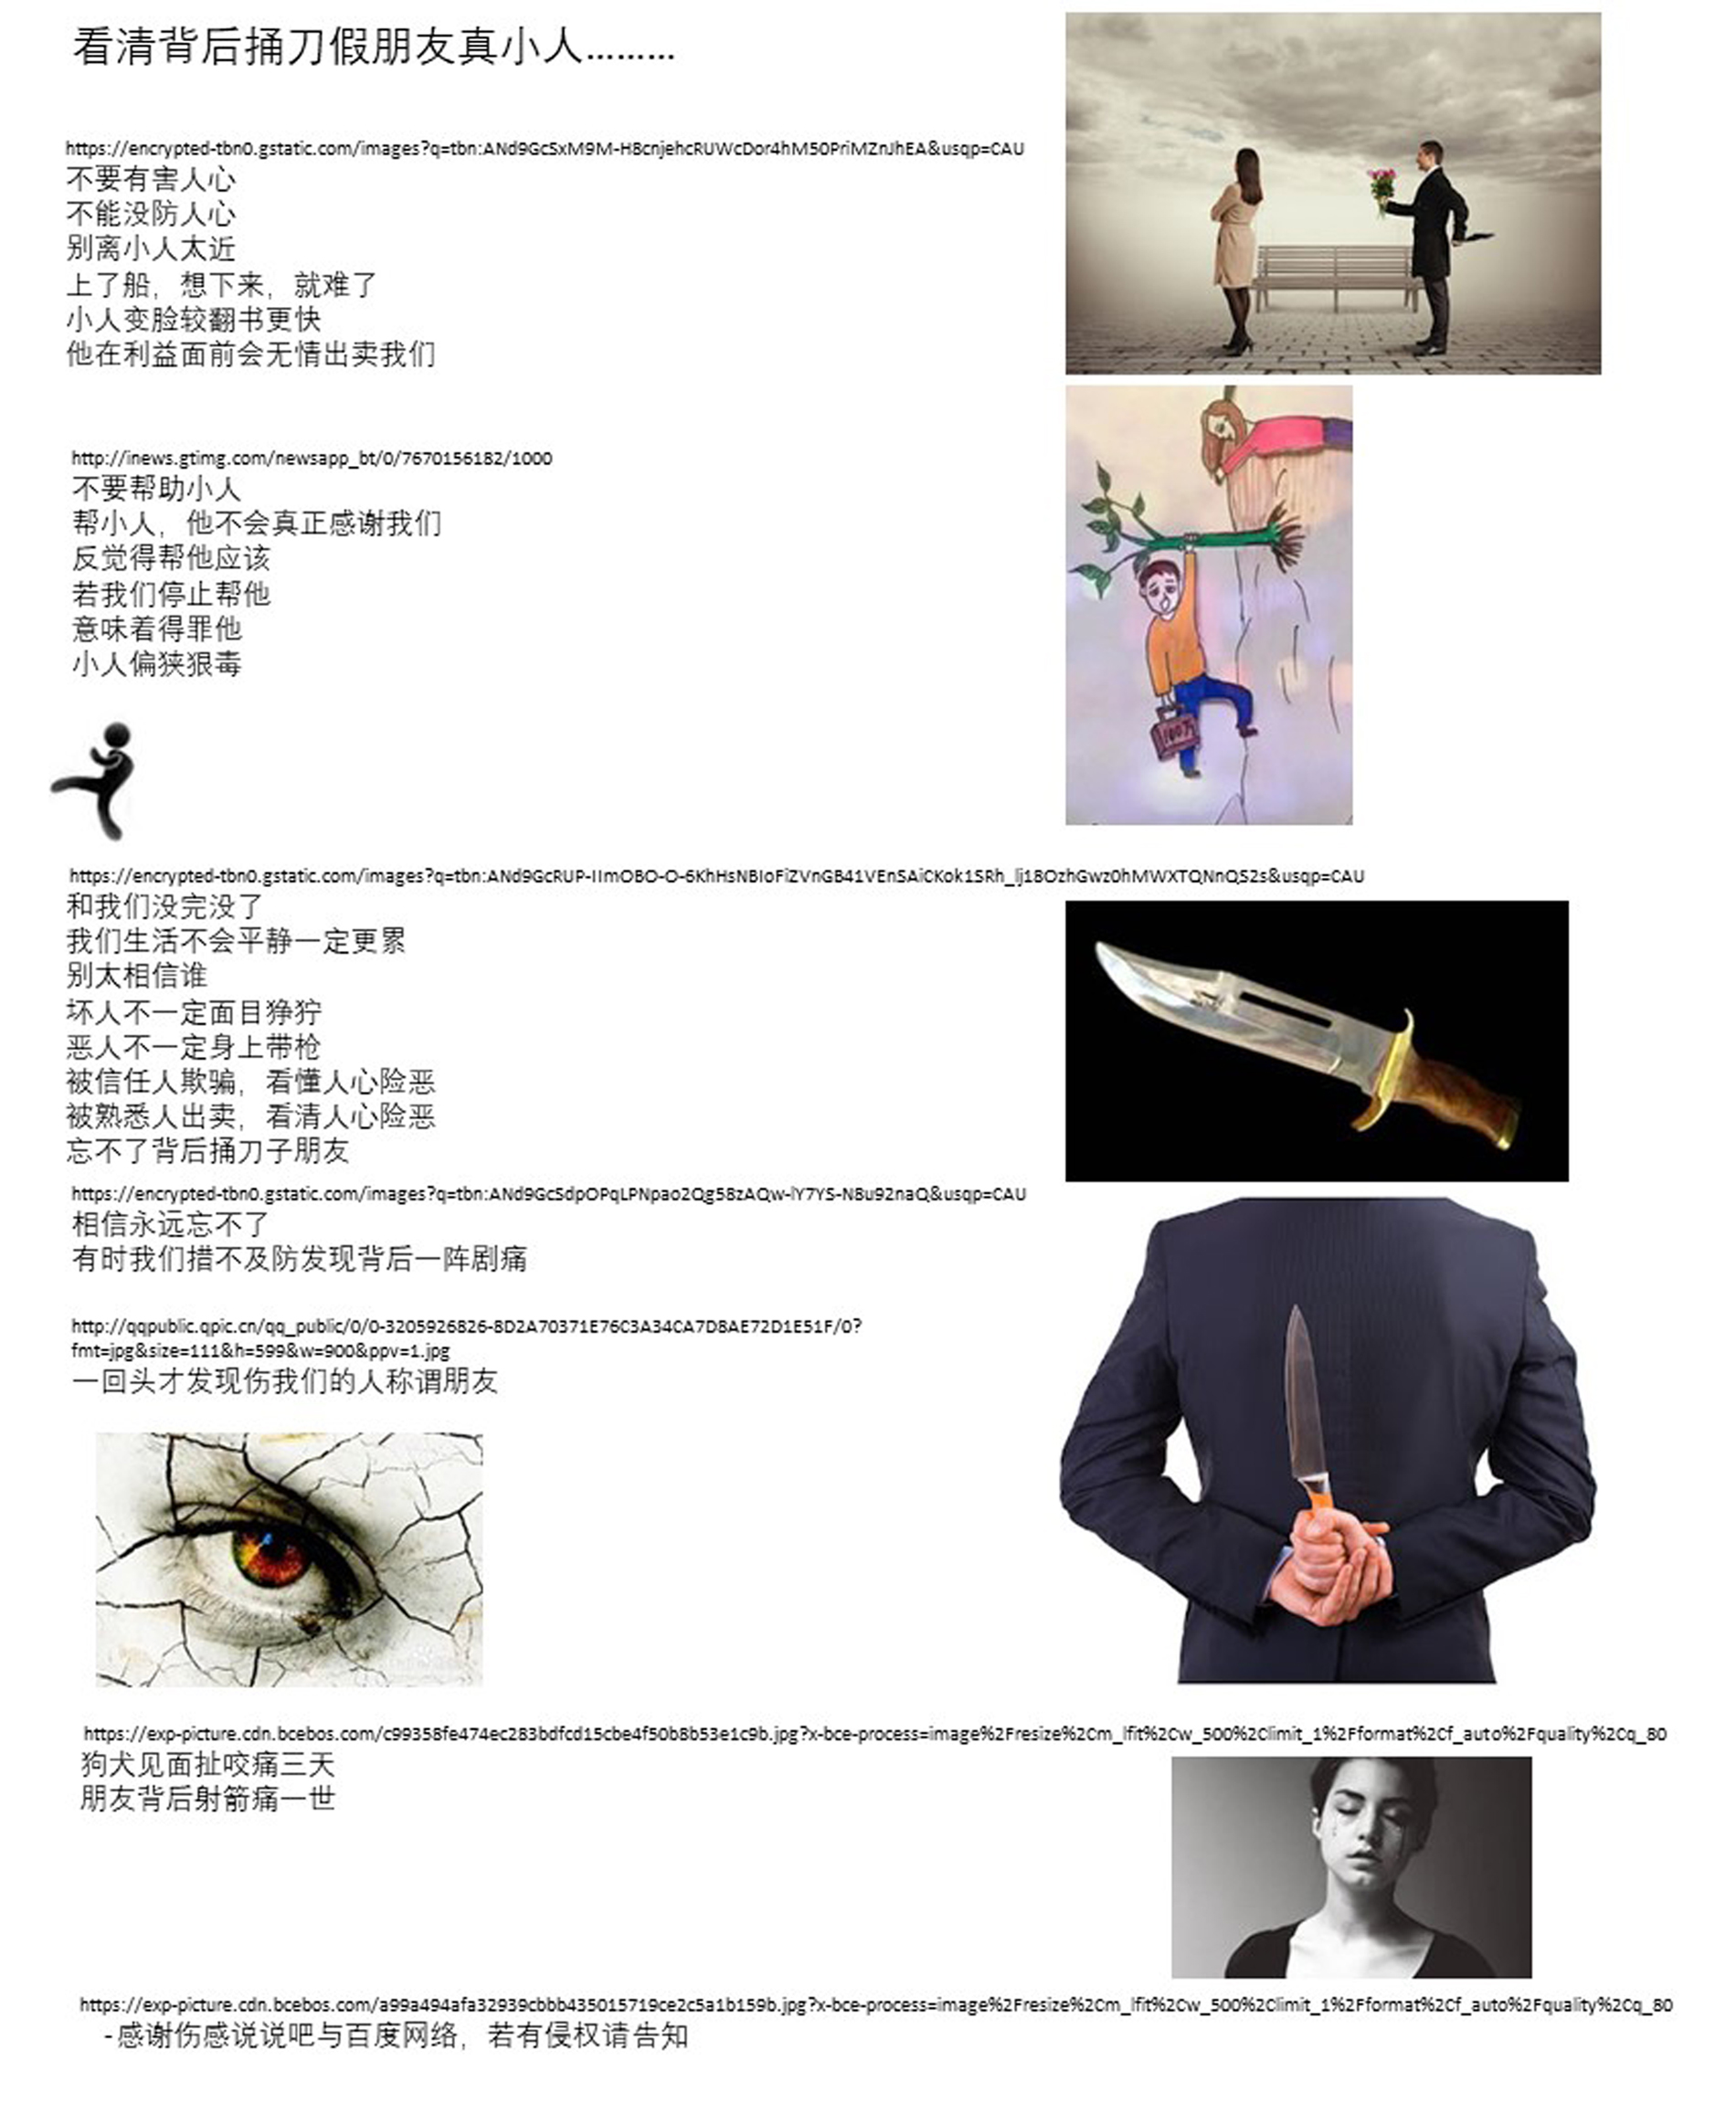 看清背后捅刀假朋友真小人………
https://encrypted-tbn0.gstatic.com/images?q=tbn:ANd9GcSxM9M-H8cnjehcRUWcDor4hM50PriMZnJhEA&usqp=CAU
不要有害人心
不能没防人心
别离小人太近
上了船，想下来，就难了
小人变脸较翻书更快
他在利益面前会无情出卖我们
http://inews.gtimg.com/newsapp_bt/0/7670156182/1000
不要帮助小人
帮小人，他不会真正感谢我们
反觉得帮他应该
若我们停止帮他
意味着得罪他
小人偏狭狠毒
100万
https://encrypted-tbn0.gstatic.com/images?q=tbn:ANd9GcRUP-IImOBO-O-6KhHsNBIoFiZVnGB41VEnSAiCKok1SRh_lj18OzhGwz0hMWXTQNnQS2s&usqp=CAU
和我们没完没了
我们生活不会平静一定更累
别太相信谁
坏人不一定面目狰狞
恶人不一定身上带枪
被信任人欺骗，看懂人心险恶
被熟悉人出卖，看清人心险恶
忘不了背后捅刀子朋友
https://encrypted-tbn0.gstatic.com/images?q=tbn:ANd9GcSdpOPqLPNpao2Qg58zAQw-lY7YS-N8u92naQ&usqp=CAU
相信永远忘不了
有时我们措不及防发现背后一阵剧痛
http://qqpublic.qpic.cn/qq_public/0/0-3205926826-8D2A70371E76C3A34CA7D8AE72D1E51F/0?
fmt=jpg&size=111&h=599&w=900&ppv=1.jpg
一回头才发现伤我们的人称谓朋友
https://exp-picture.cdn.bcebos.com/c99358fe474ec283bdfcd15cbe4f50b8b53e1c9b.jpg?x-bce-process=image%2Fresize%2Cm_lfit%2Cw_500%2Climit_1%2Fformat%2Cf_auto%2Fquality%2Cq_80
狗犬见面扯咬痛三天
朋友背后射箭痛一世
https://exp-picture.cdn.bcebos.com/a99a494afa32939cbbb435015719ce2c5a1b159b.jpg?x-bce-process=image%2Fresize%2Cm_lfit%2Cw_500%2Climit_1%2Fformat%2Cf_auto%2Fquality%2Cq_80
-感谢伤感说说吧与百度网络，若有侵权请告知